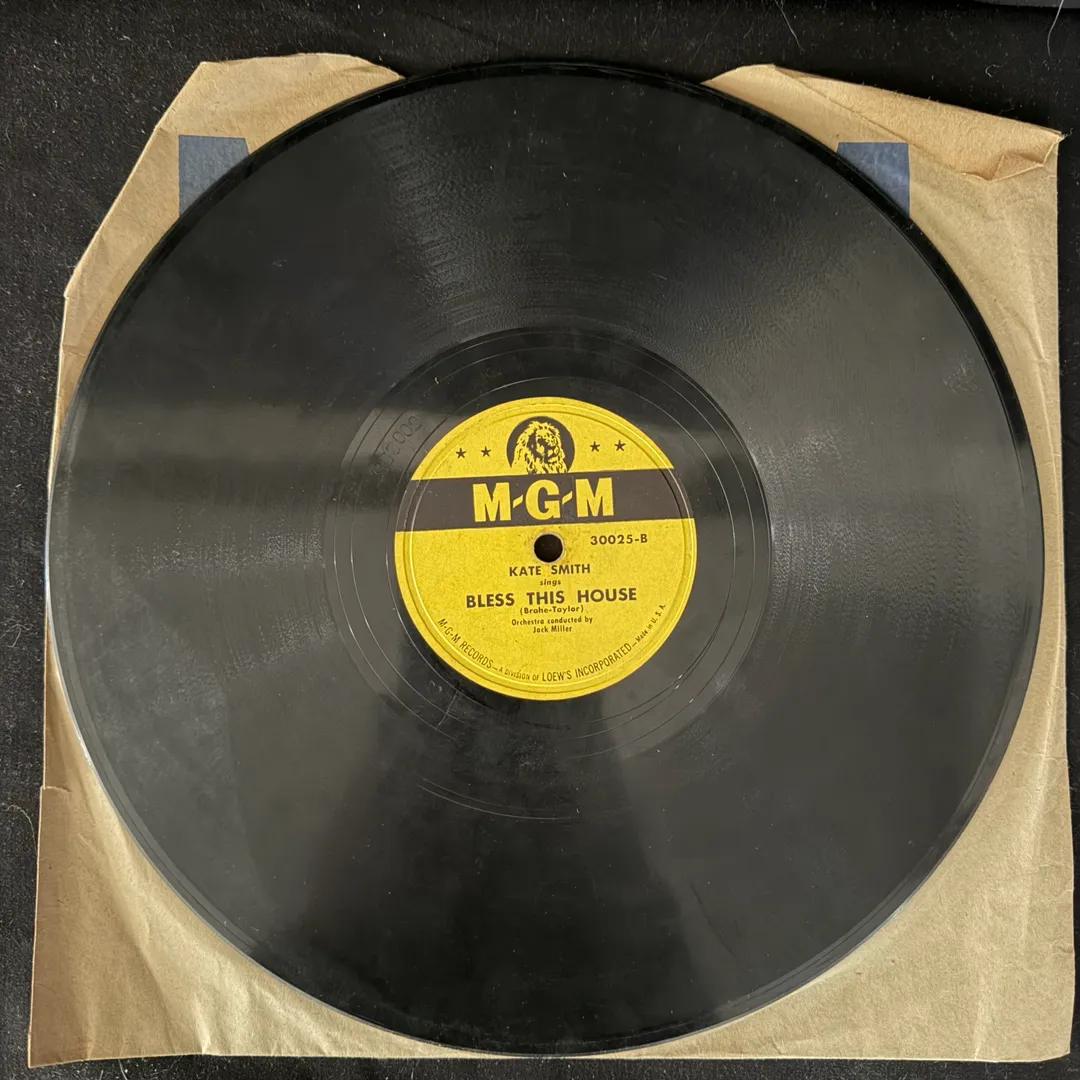 M-G-M
30025-B
KATE SMITH
sings
BLESS THIS HOUSE
(Brahe-Taylor)
Orchestra conducted by
Jack Miller
M-G-M RECORDS—A DIVISION OF LOEW'S INCORPORATED—Made in U. S. A.